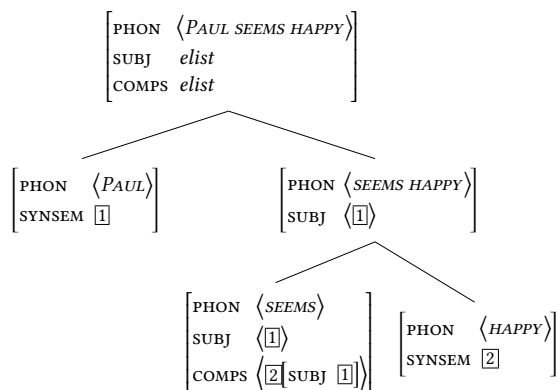 PHON ⟨PAUL SEEMS HAPPY⟩
SUBJ elist
COMPS elist
PHON ⟨PAUL⟩
SYNSEM 1
PHON ⟨SEEMS HAPPY⟩
SUBJ ⟨1⟩
PHON ⟨SEEMS⟩
SUBJ ⟨1⟩
COMPS ⟨2[SUBJ 1]⟩
PHON ⟨HAPPY⟩
SYNSEM 2